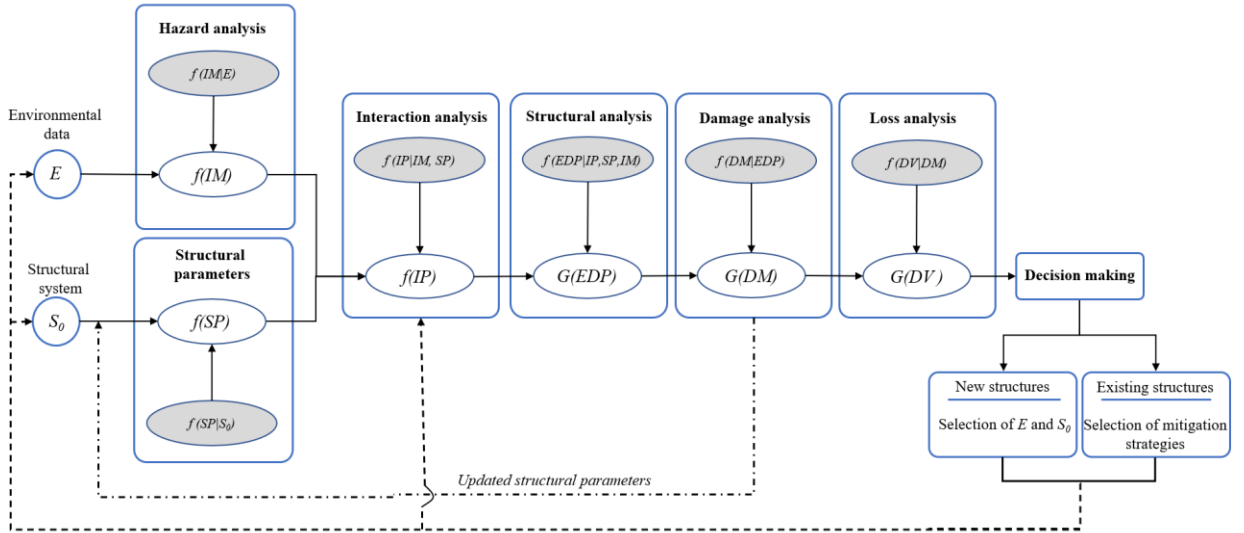 Hazard analysis
f (IM|E)
Environmental
data
E
f(IM)
Structural
system
S₀
Structural
parameters
f(SP)
f (SP|S₀)
Interaction analysis
f (IP|IM, SP)
f(IP)
Structural analysis
f (EDP|IP,SP,IM)
G(EDP)
Damage analysis
f (DM|EDP)
G(DM)
Loss analysis
f (DV|DM)
G(DV)
Decision making
New structures
Selection of E and S₀
Existing structures
Selection of mitigation
strategies
Updated structural parameters